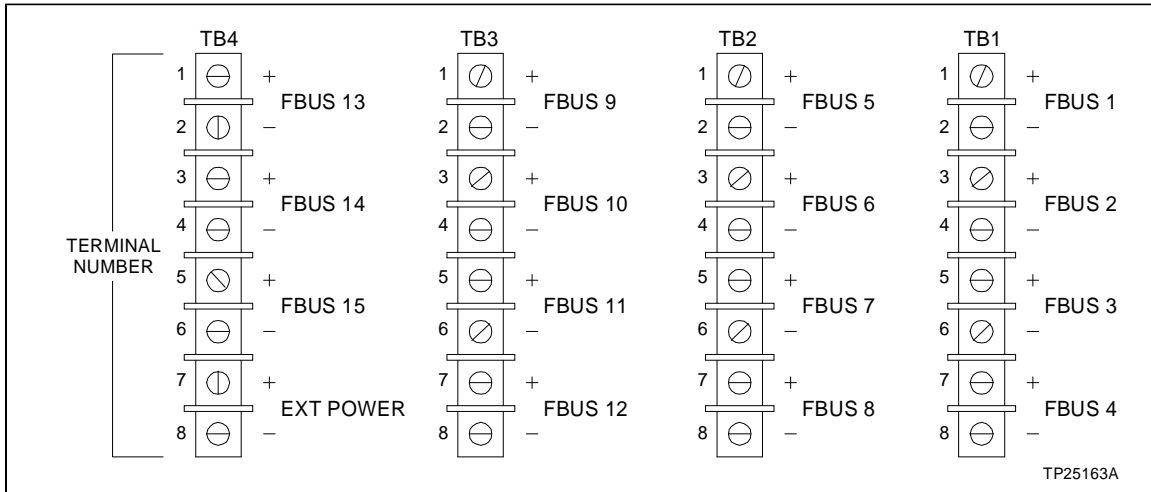 TB4 TB3 TB2 TB1
1 + 1 + 1 + 1 +
FBUS 13 FBUS 9 FBUS 5 FBUS 1
2 – 2 – 2 – 2 –
3 + 3 + 3 + 3 +
FBUS 14 FBUS 10 FBUS 6 FBUS 2
4 – 4 – 4 – 4 –
TERMINAL
NUMBER
5 + 5 + 5 + 5 +
FBUS 15 FBUS 11 FBUS 7 FBUS 3
6 – 6 – 6 – 6 –
7 + 7 + 7 + 7 +
EXT POWER FBUS 12 FBUS 8 FBUS 4
8 – 8 – 8 – 8 –
TP25163A